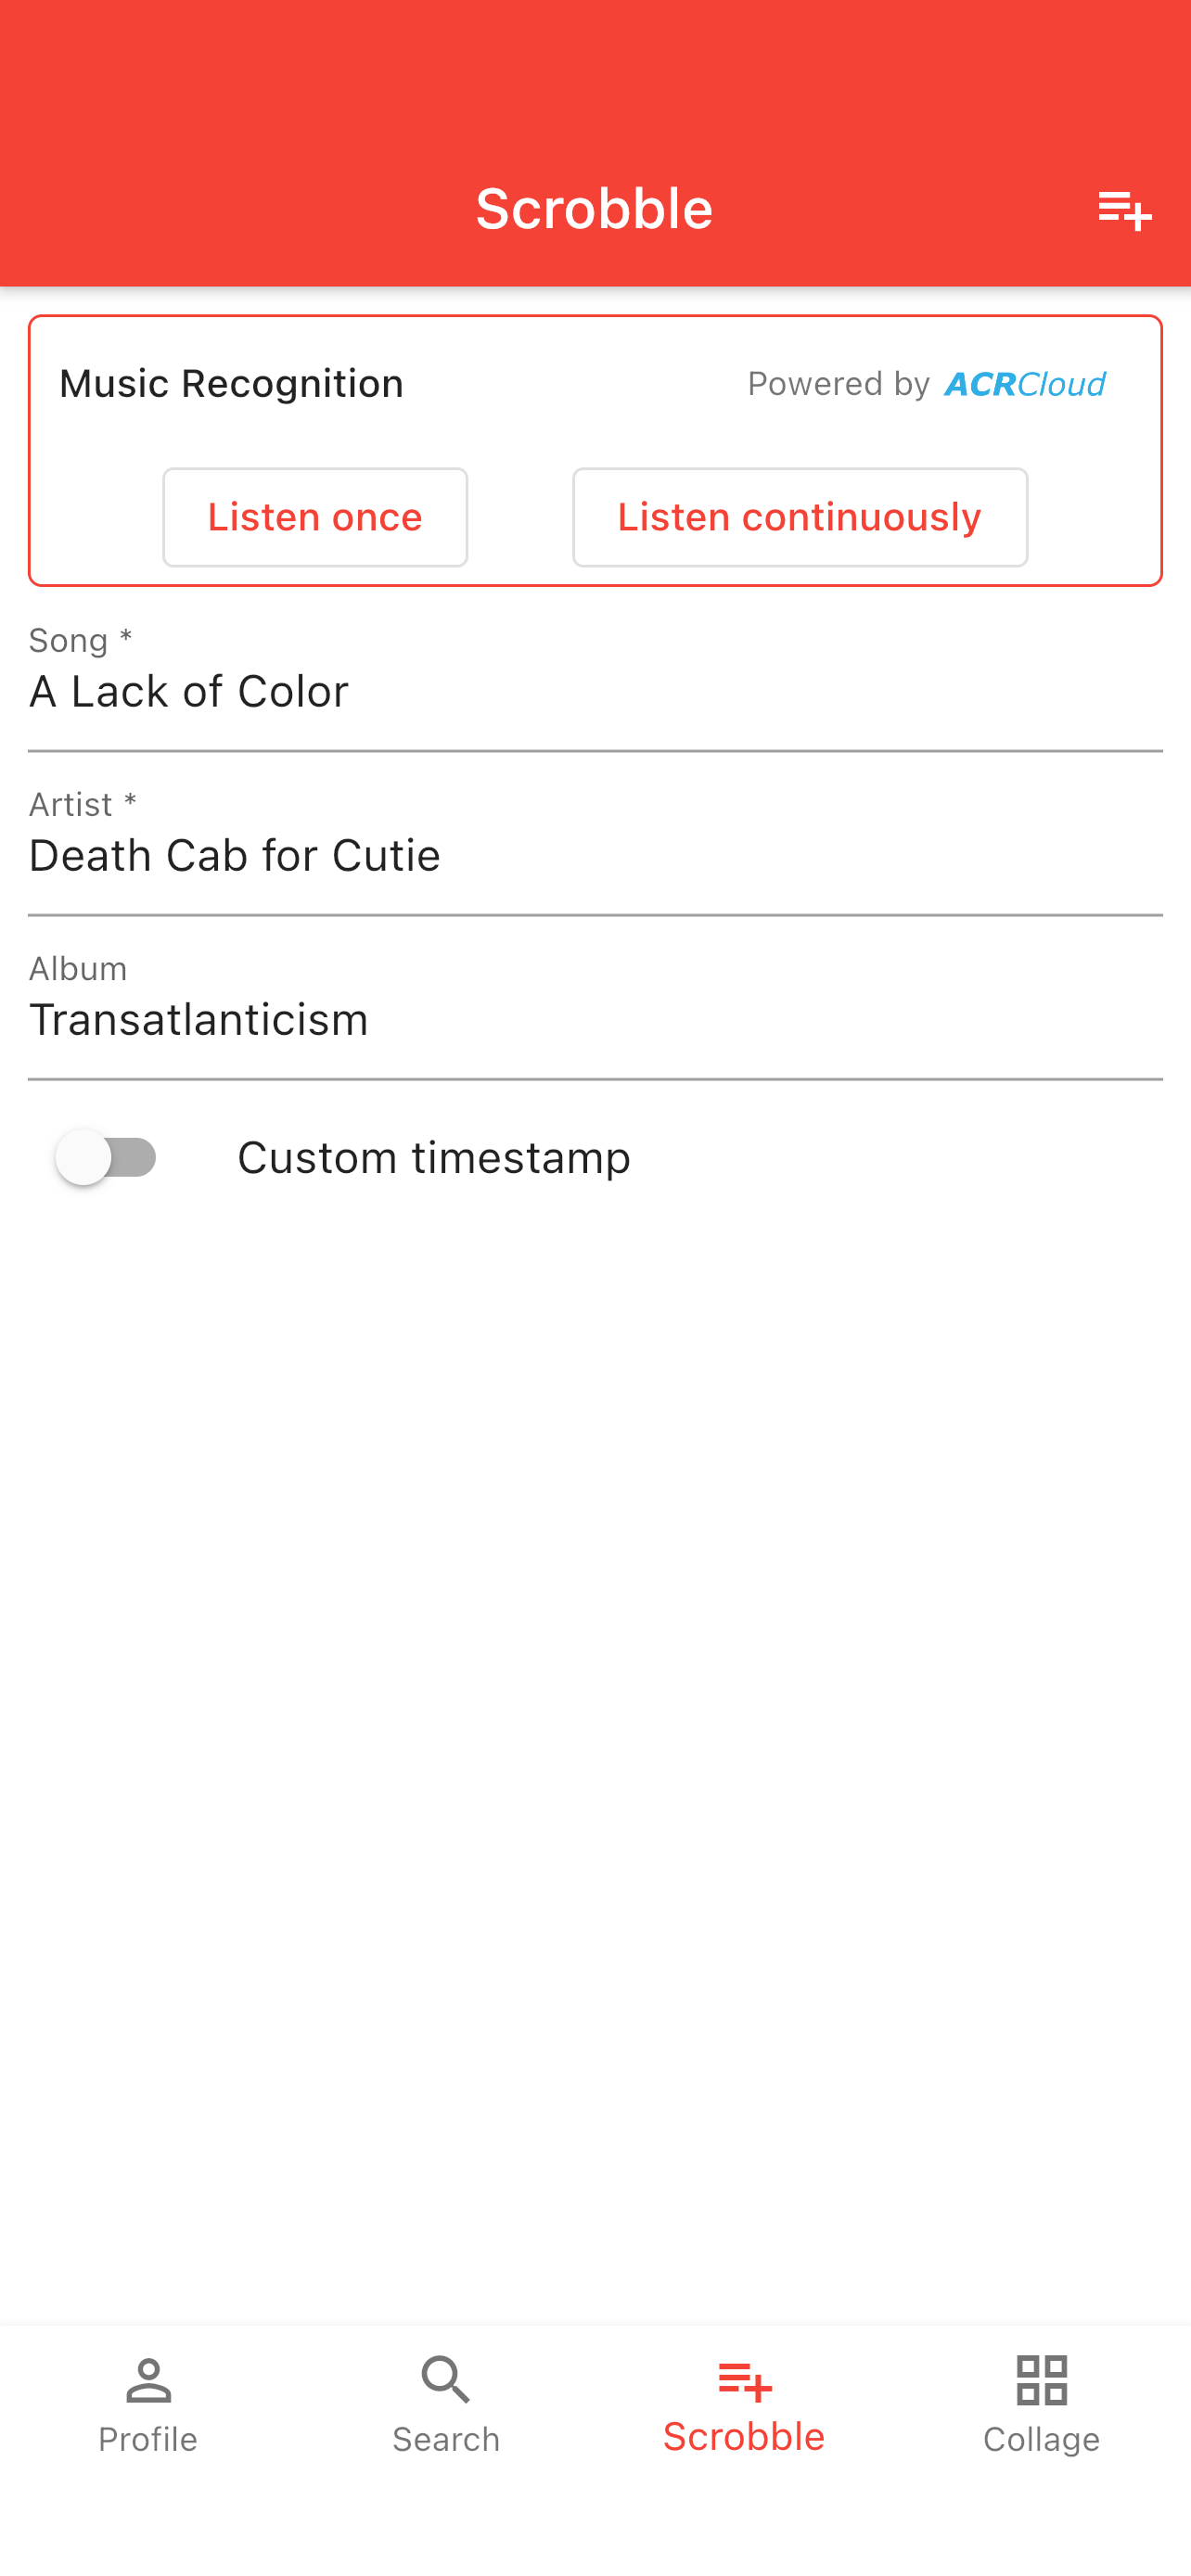 Scrobble
Music Recognition
Powered by ACRCloud
Listen once
Listen continuously
Song *
A Lack of Color
Artist *
Death Cab for Cutie
Album
Transatlanticism
Custom timestamp
Profile
Search
Scrobble
Collage